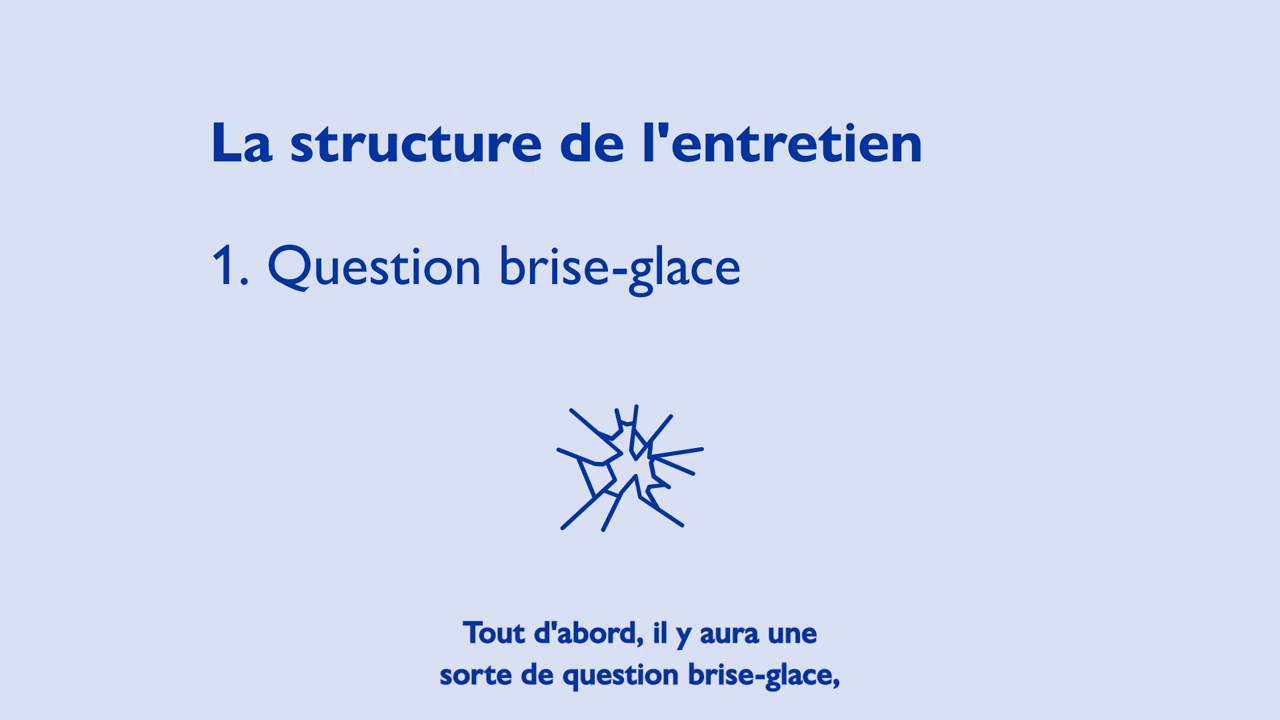 La structure de l'entretien
1. Question brise-glace
Tout d'abord, il y aura une
sorte de question brise-glace,